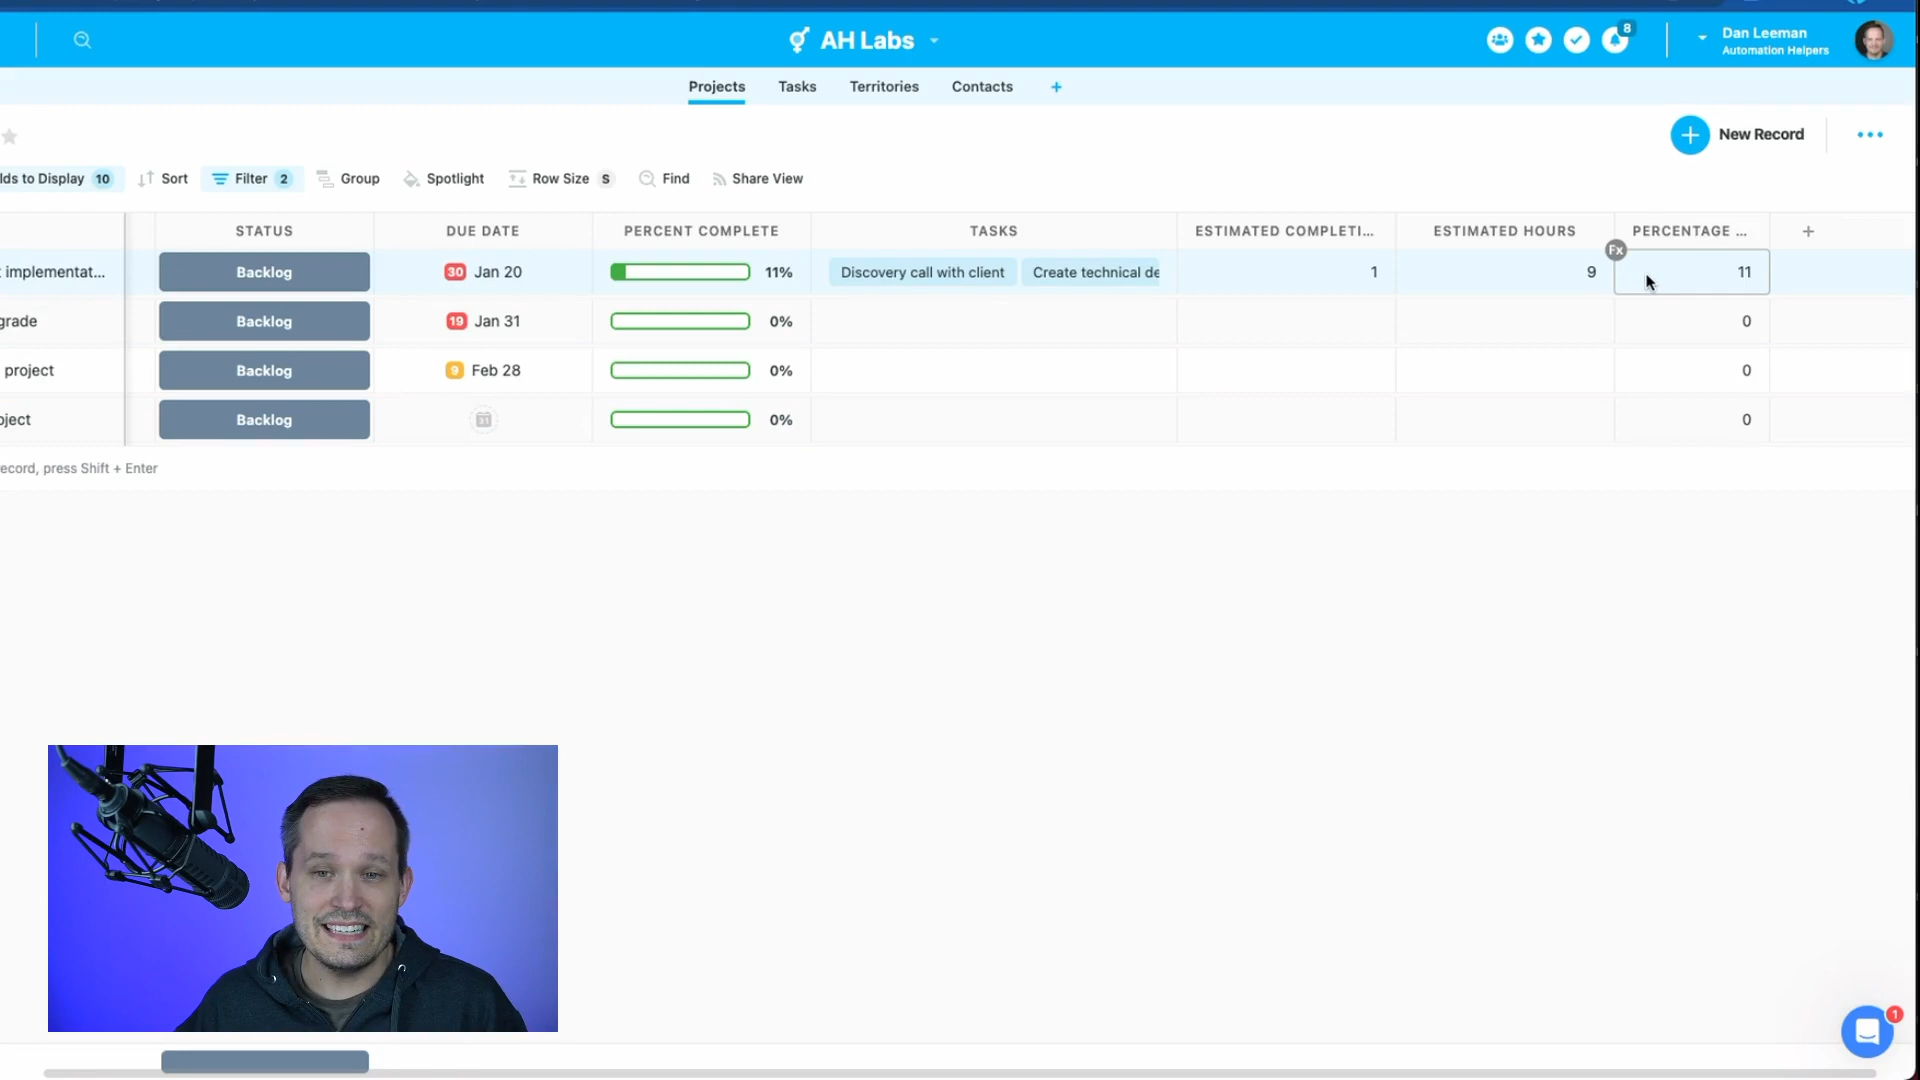 AH Labs
8
Dan Leeman
Automation Helpers
Projects
Tasks
Territories
Contacts
+
New Record
lds to Display 10
Sort
Filter 2
Group
Spotlight
Row Size S
Find
Share View
STATUS
DUE DATE
PERCENT COMPLETE
TASKS
ESTIMATED COMPLETI...
ESTIMATED HOURS
PERCENTAGE ...
+
Fx
implementat...
Backlog
30 Jan 20
11%
Discovery call with client
Create technical de
1
9
11
grade
Backlog
19 Jan 31
0%
0
project
Backlog
9 Feb 28
0%
0
oject
Backlog
31
0%
0
ecord, press Shift + Enter
1